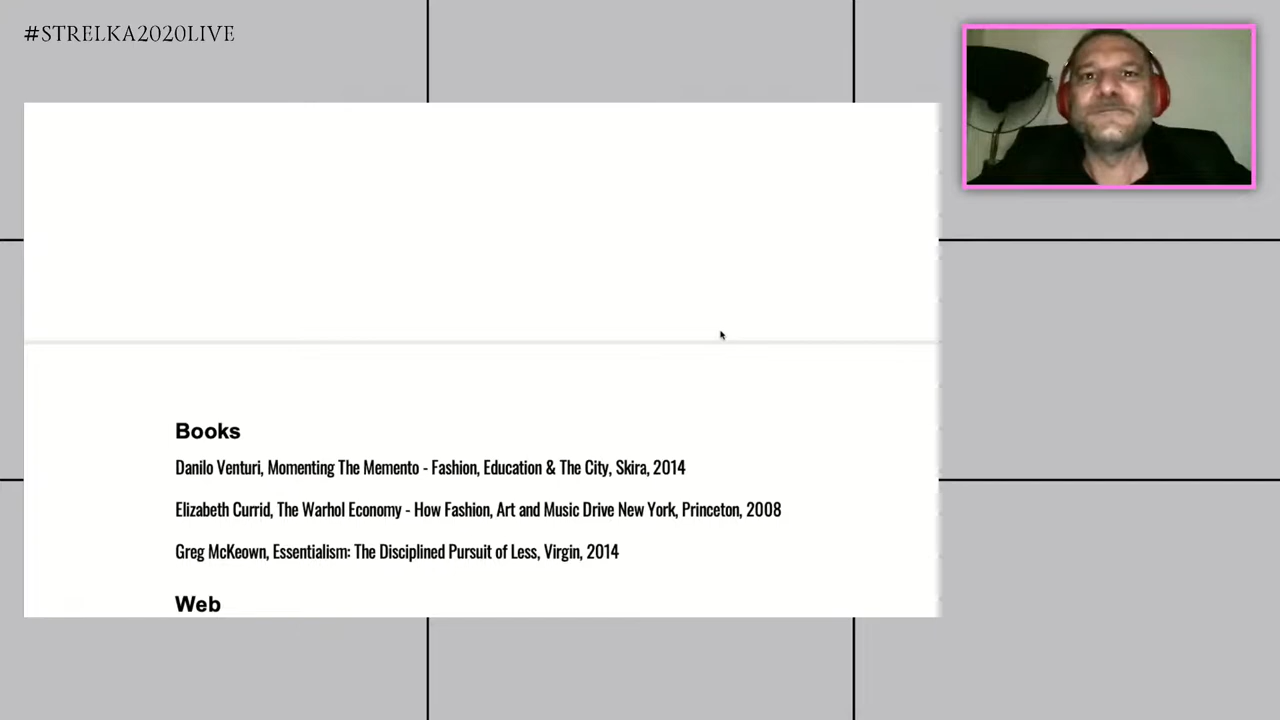 #STRELKA2020LIVE
Books
Danilo Venturi, Momenting The Memento - Fashion, Education & The City, Skira, 2014
Elizabeth Currid, The Warhol Economy - How Fashion, Art and Music Drive New York, Princeton, 2008
Greg McKeown, Essentialism: The Disciplined Pursuit of Less, Virgin, 2014
Web